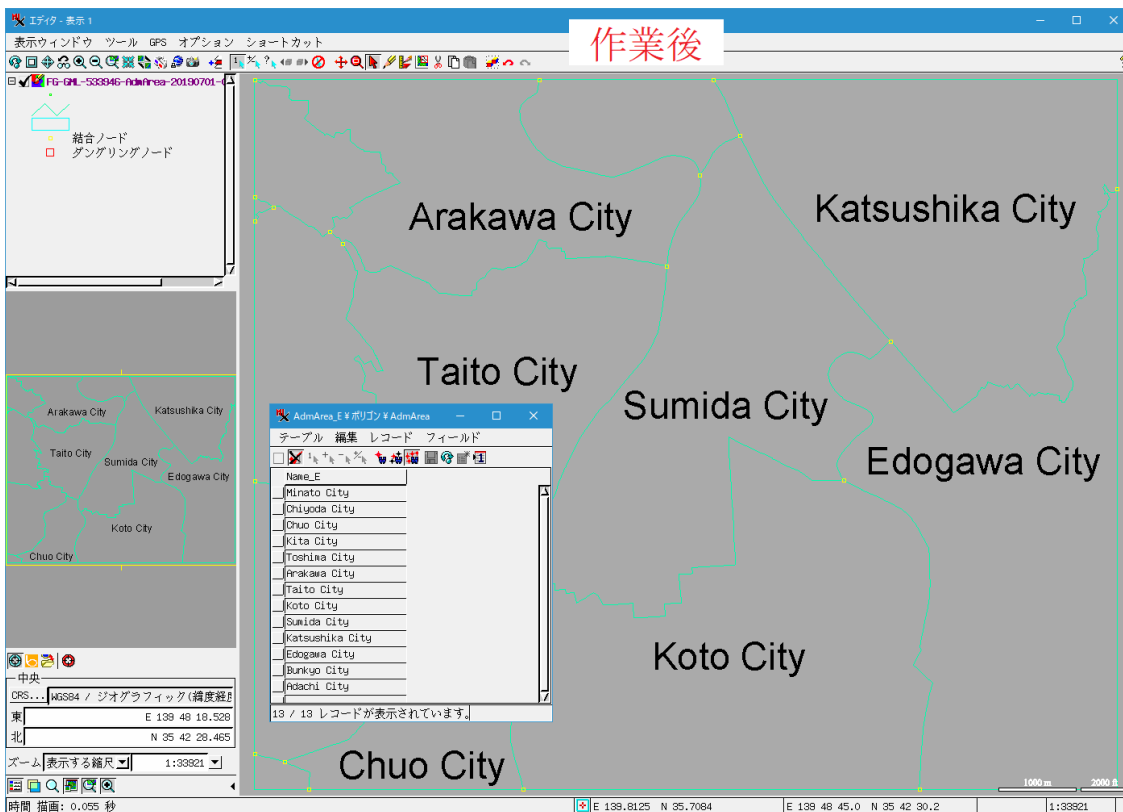 エディタ - 表示 1
作業後
表示ウィンドウ ツール GPS オプション ショートカット
FG-GML-533946-AdmArea-20190701-
結合ノード
ダングリングノード
Arakawa City
Katsushika City
Taito City
Sumida City
Edogawa City
Koto City
Chuo City
Arakawa City
Katsushika City
Taito City
Sumida City
Edogawa City
Koto City
Chuo City
AdmArea_E ¥ ポリゴン ¥ AdmArea
テーブル 編集 レコード フィールド
Name_E
Minato City
Chiyoda City
Chuo City
Kita City
Toshima City
Arakawa City
Taito City
Koto City
Sumida City
Katsushika City
Edogawa City
Bunkyo City
Adachi City
13 / 13 レコードが表示されています。
中央
CRS... WGS84 / ジオグラフィック(緯度経度
東 E 139 48 18.528
北 N 35 42 28.465
ズーム 表示する縮尺 1:33921
1000 m 2000 ft
時間 描画: 0.055 秒
E 139.8125 N 35.7084
E 139 48 45.0 N 35 42 30.2
1:33921